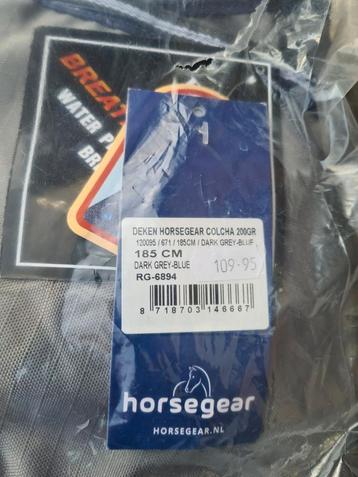 BREAT
WATER P
BR
DEKEN HORSEGEAR COLCHA 200GR
120095 / 671 / 185CM / DARK GREY-BLUE
185 CM
DARK GREY-BLUE
109-95
RG-6894
8 718703 146667
horsegear
HORSEGEAR.NL